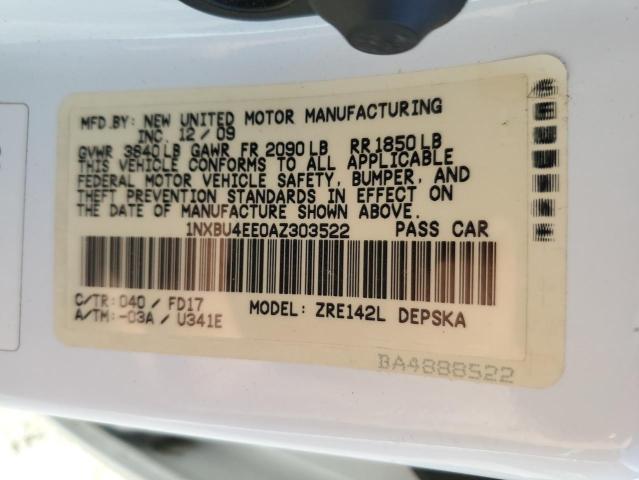 MFD.BY: NEW UNITED MOTOR MANUFACTURING
INC. 12 / 09
GVWR 3640 LB GAWR FR 2090 LB RR 1850 LB
THIS VEHICLE CONFORMS TO ALL APPLICABLE
FEDERAL MOTOR VEHICLE SAFETY, BUMPER, AND
THEFT PREVENTION STANDARDS IN EFFECT ON
THE DATE OF MANUFACTURE SHOWN ABOVE.
1NXBU4EE0AZ303522 PASS CAR
C/TR: 040 / FD17 MODEL: ZRE142L DEPSKA
A/TM: -03A / U341E
BA4888522